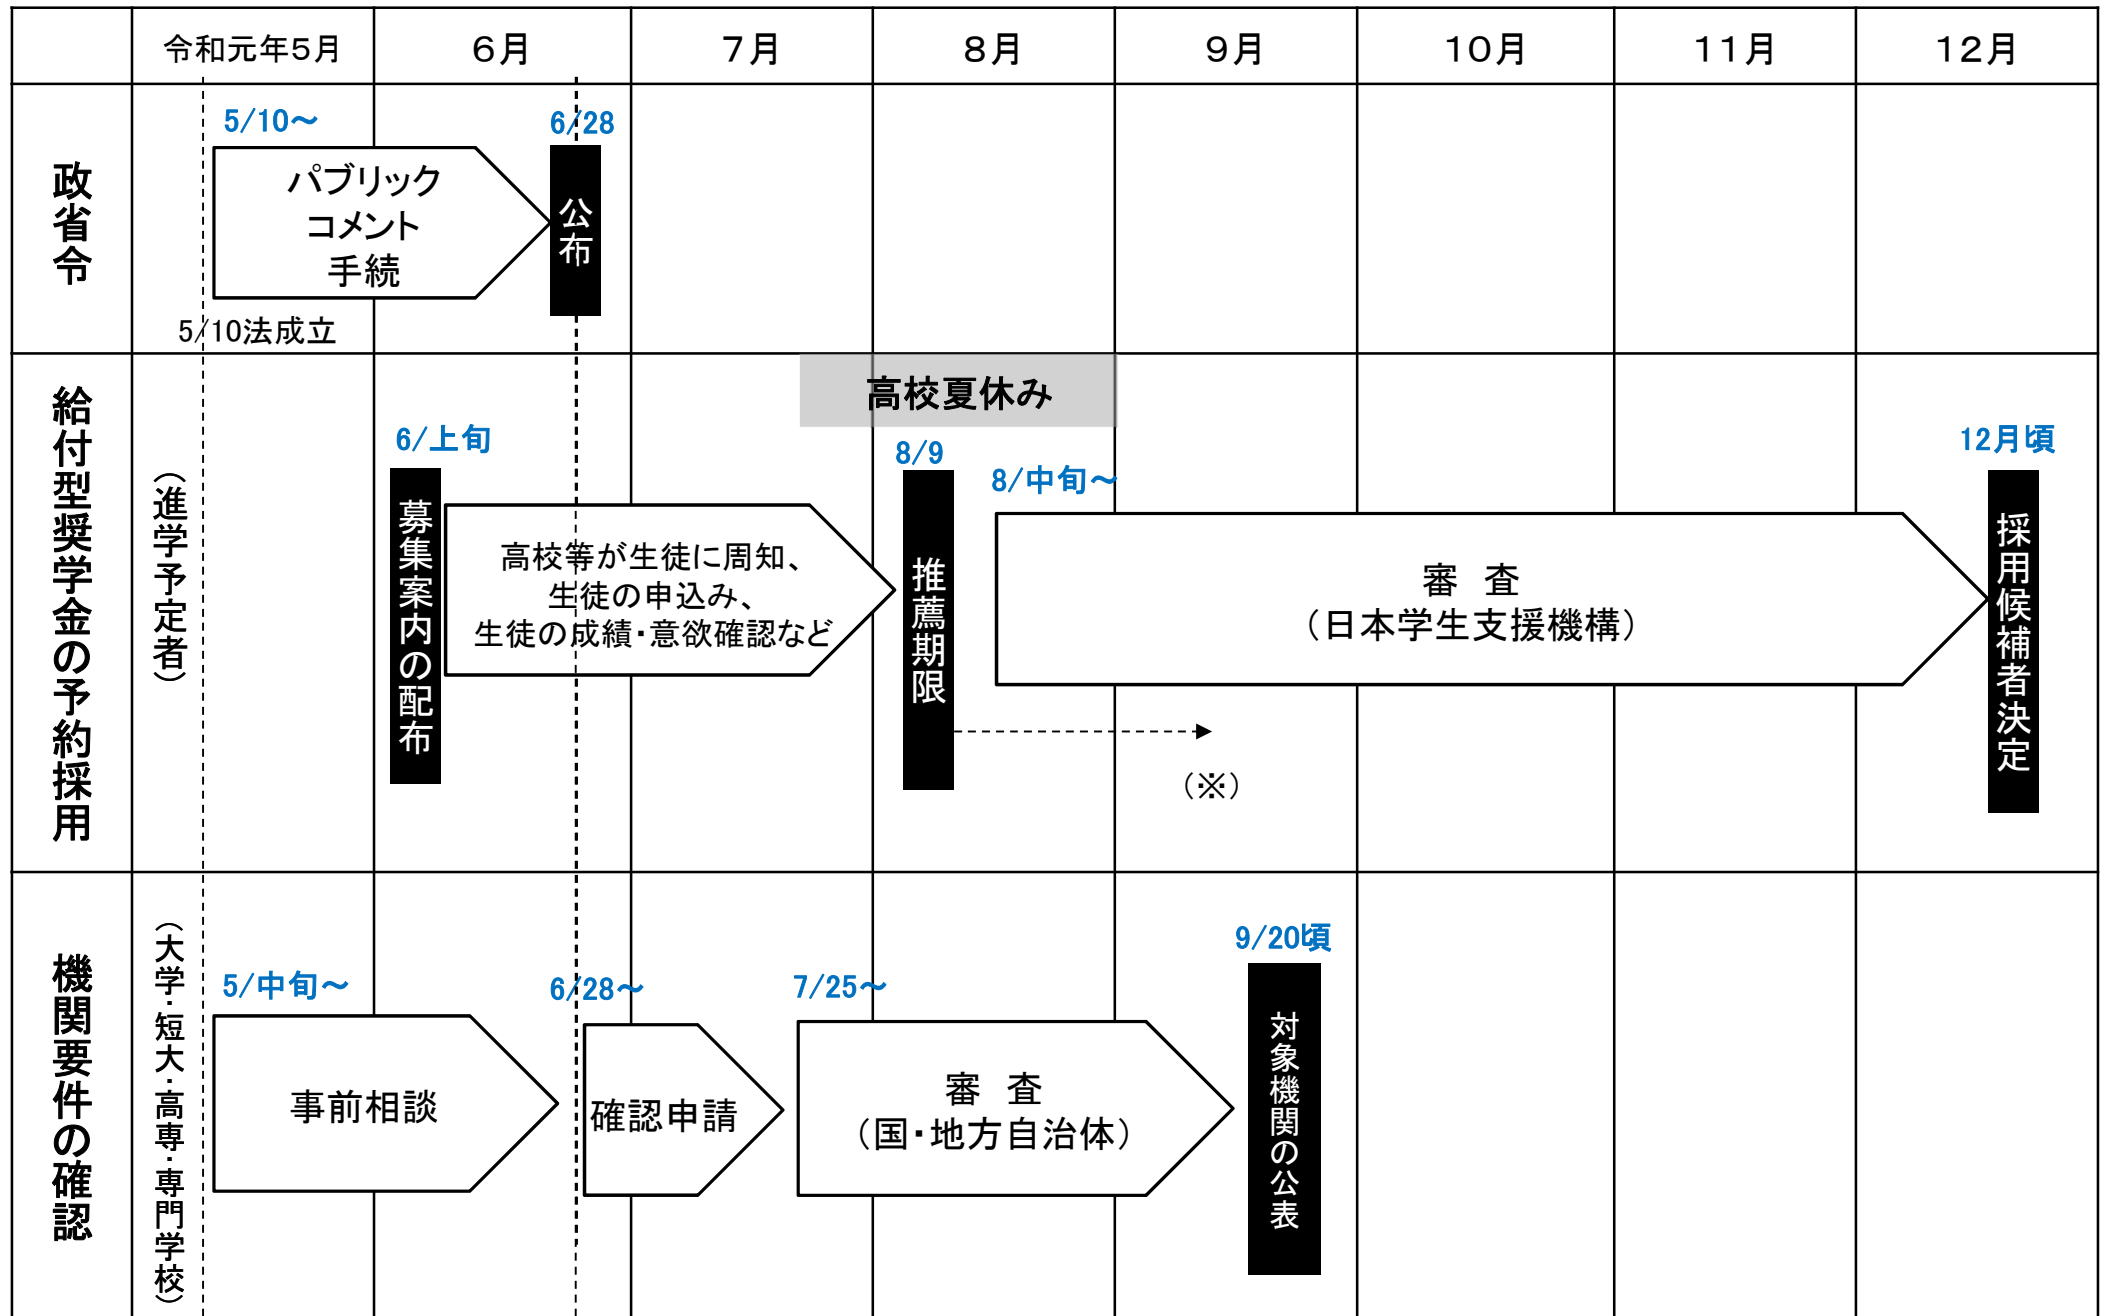 令和元年5月
6月
7月
8月
9月
10月
11月
12月
政省令
5/10～
パブリック
コメント
手続
6/28
公布
5/10法成立
給付型奨学金の予約採用
（進学予定者）
高校夏休み
6/上旬
募集案内の配布
高校等が生徒に周知、
生徒の申込み、
生徒の成績・意欲確認など
8/9
推薦期限
（※）
8/中旬～
審　査
（日本学生支援機構）
12月頃
採用候補者決定
機関要件の確認
（大学・短大・高専・専門学校）
5/中旬～
事前相談
6/28～
確認申請
7/25～
審　査
（国・地方自治体）
9/20頃
対象機関の公表